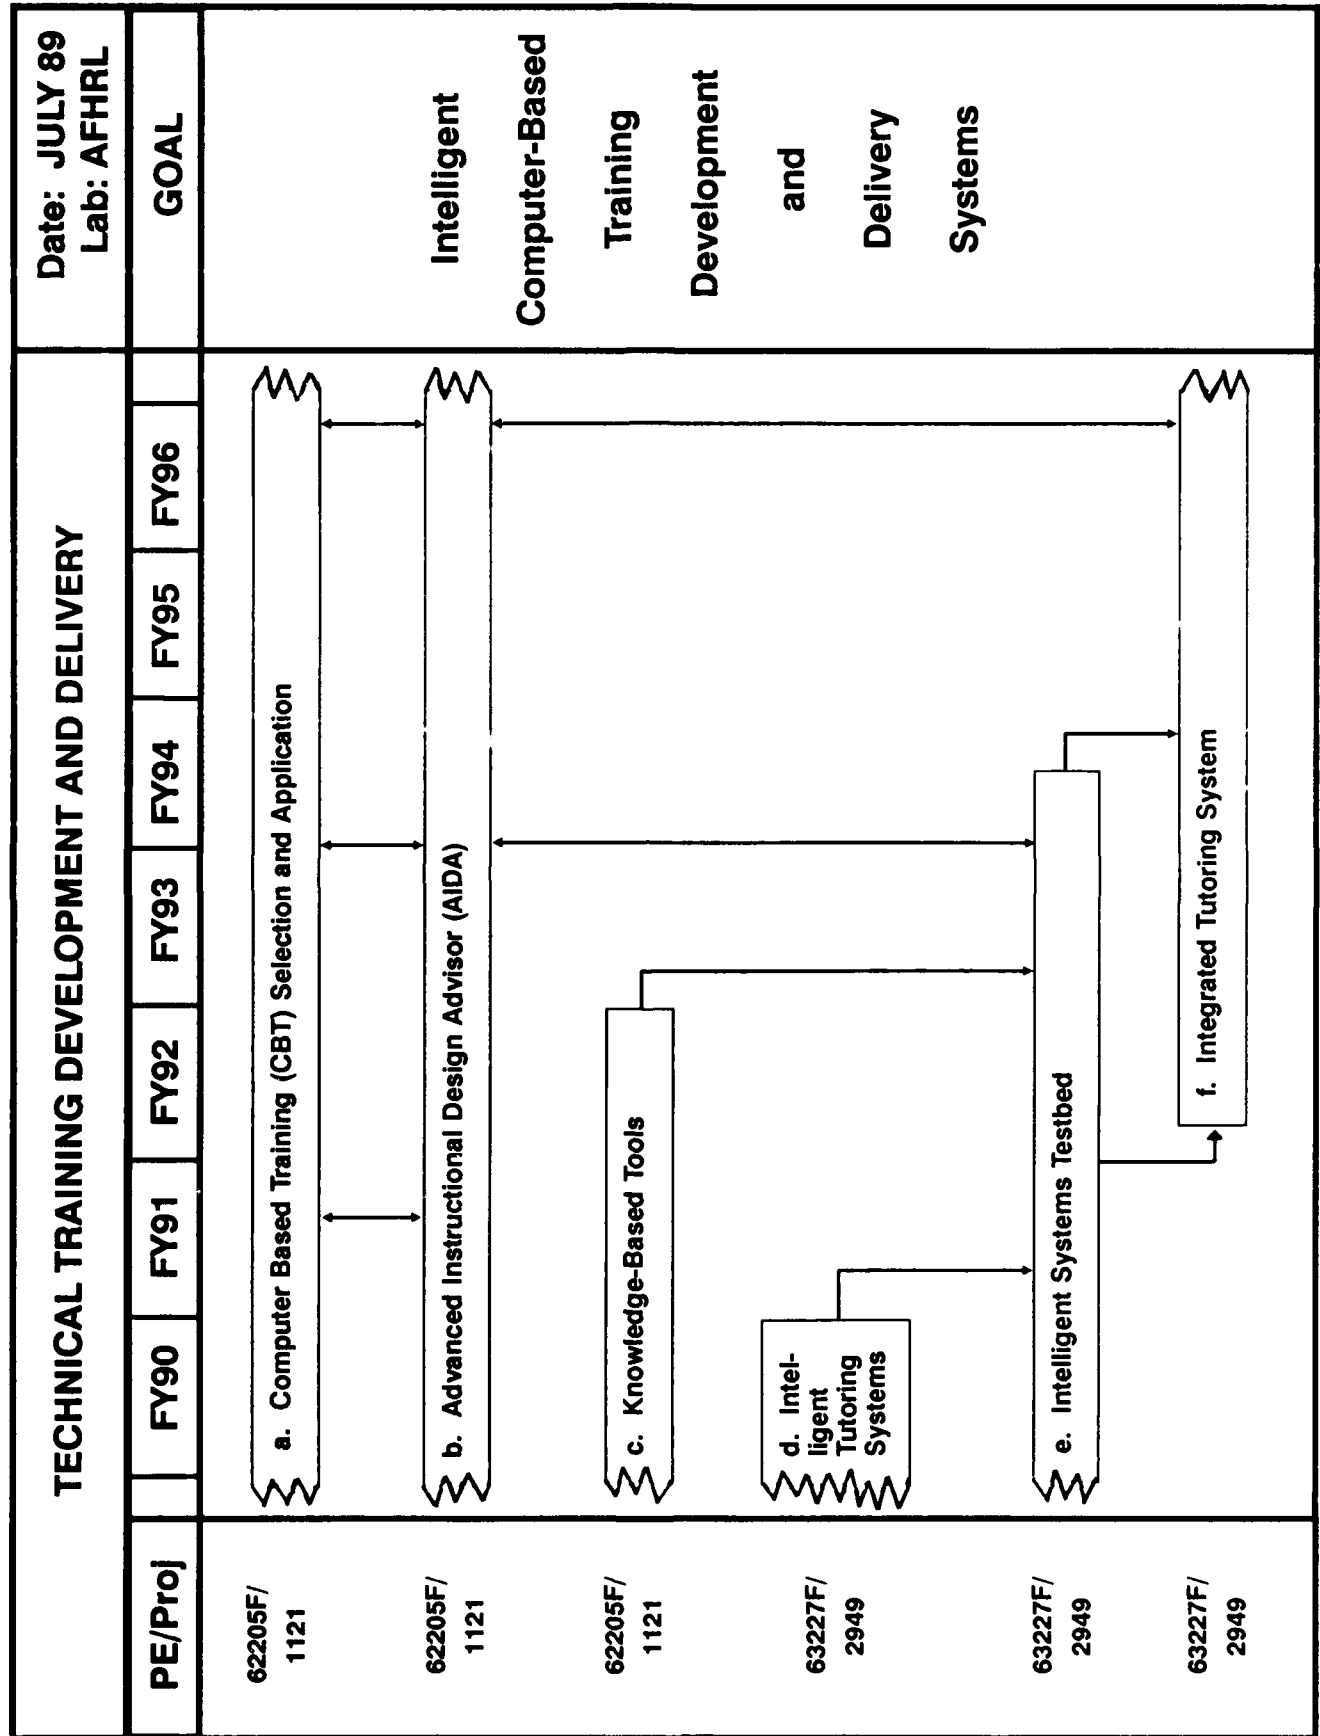 TECHNICAL TRAINING DEVELOPMENT AND DELIVERY
Date: JULY 89
Lab: AFHRL
PE/Proj
FY90
FY91
FY92
FY93
FY94
FY95
FY96
GOAL
62205F/
1121
a. Computer Based Training (CBT) Selection and Application
62205F/
1121
b. Advanced Instructional Design Advisor (AIDA)
62205F/
1121
c. Knowledge-Based Tools
63227F/
2949
d. Intel-
ligent
Tutoring
Systems
63227F/
2949
e. Intelligent Systems Testbed
63227F/
2949
f. Integrated Tutoring System
Intelligent
Computer-Based
Training
Development
and
Delivery
Systems